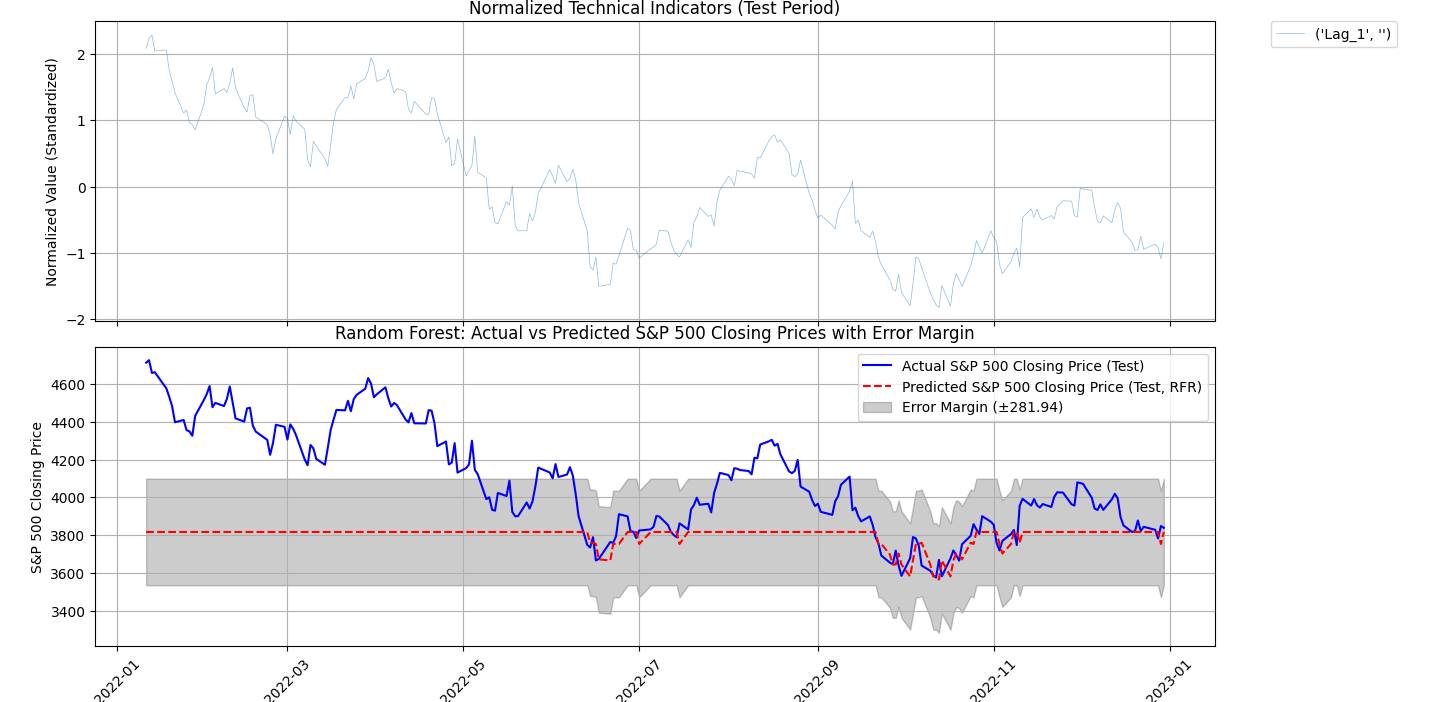 Normalized Technical Indicators (Test Period)
('Lag_1', '')
Normalized Value (Standardized)
2
1
0
−1
−2
Random Forest: Actual vs Predicted S&P 500 Closing Prices with Error Margin
Actual S&P 500 Closing Price (Test)
Predicted S&P 500 Closing Price (Test, RFR)
Error Margin (±281.94)
S&P 500 Closing Price
4600
4400
4200
4000
3800
3600
3400
2022-01
2022-03
2022-05
2022-07
2022-09
2022-11
2023-01